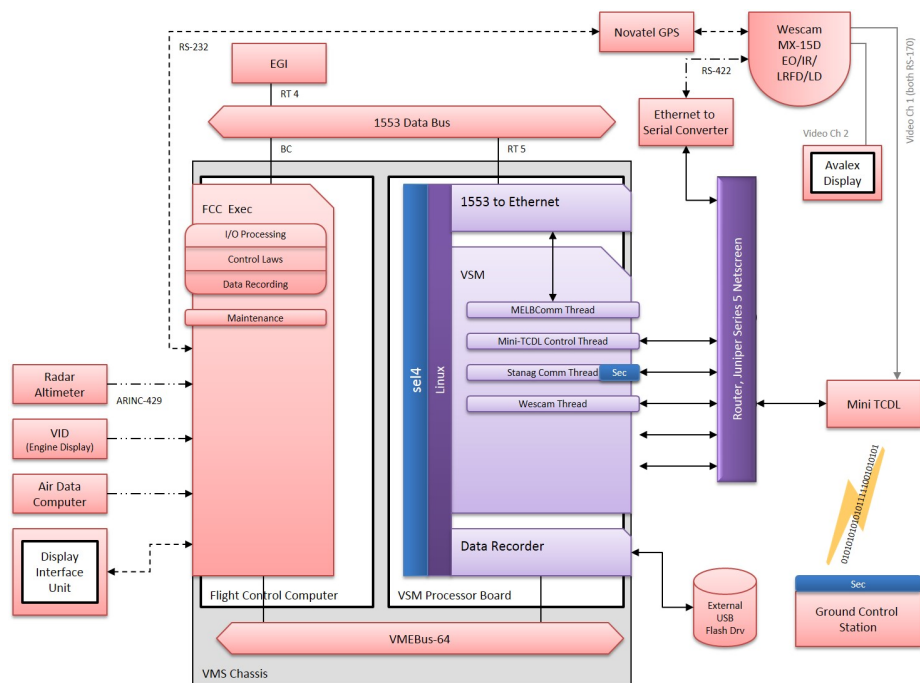 Novatel GPS
Wescam
MX-15D
EO/IR/
LRFD/LD
RS-232
EGI
RS-422
RT 4
Video Ch 1 (both RS-170)
1553 Data Bus
Ethernet to
Serial Converter
Video Ch 2
BC
RT 5
Avalex
Display
FCC Exec
I/O Processing
Control Laws
Data Recording
Maintenance
sel4
Linux
1553 to Ethernet
VSM
MELBComm Thread
Mini-TCDL Control Thread
Stanag Comm Thread
Sec
Wescam Thread
Router, Juniper Series 5 Netscreen
Radar
Altimeter
ARINC-429
VID
(Engine Display)
Air Data
Computer
Display
Interface
Unit
Mini TCDL
010101010101111100101010101
Data Recorder
Flight Control Computer
VSM Processor Board
External
USB
Flash Drv
Sec
Ground Control
Station
VMEBus-64
VMS Chassis